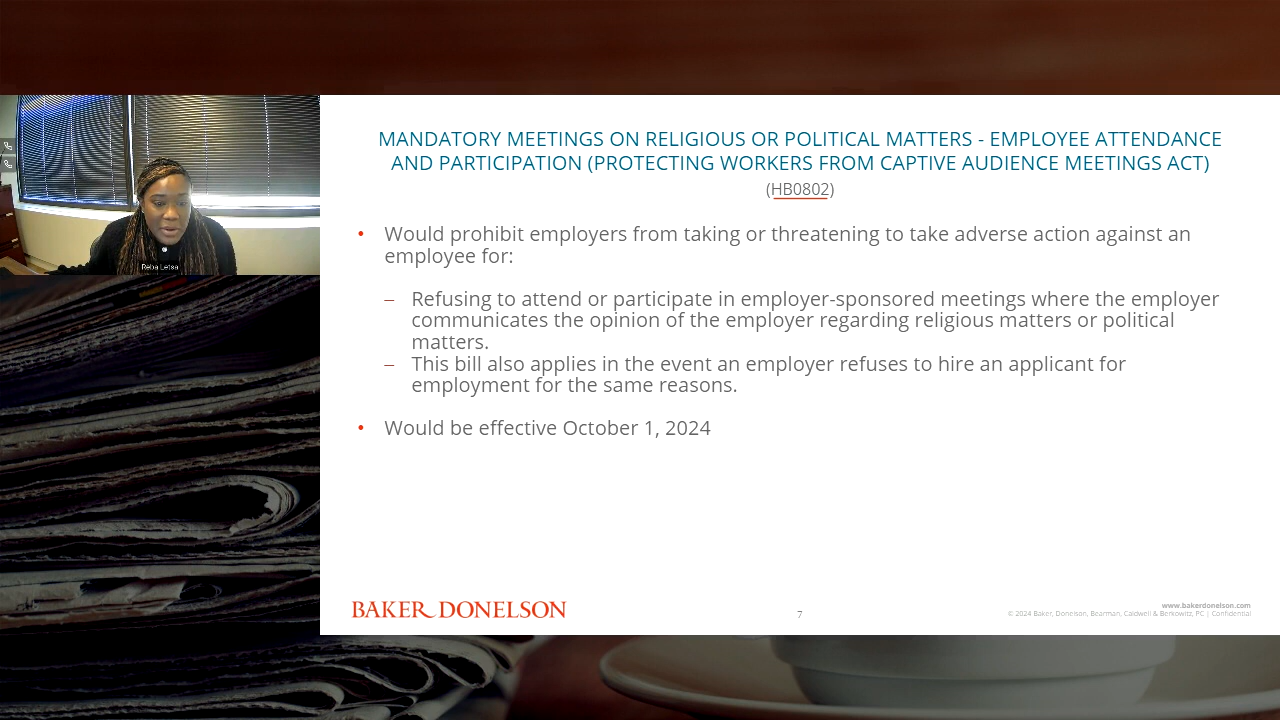 Reba Letsa
MANDATORY MEETINGS ON RELIGIOUS OR POLITICAL MATTERS - EMPLOYEE ATTENDANCE
AND PARTICIPATION (PROTECTING WORKERS FROM CAPTIVE AUDIENCE MEETINGS ACT)
(HB0802)
• Would prohibit employers from taking or threatening to take adverse action against an
employee for:
– Refusing to attend or participate in employer-sponsored meetings where the employer
communicates the opinion of the employer regarding religious matters or political
matters.
– This bill also applies in the event an employer refuses to hire an applicant for
employment for the same reasons.
• Would be effective October 1, 2024
BAKER DONELSON
7
www.bakerdonelson.com
© 2024 Baker, Donelson, Bearman, Caldwell & Berkowitz, PC | Confidential